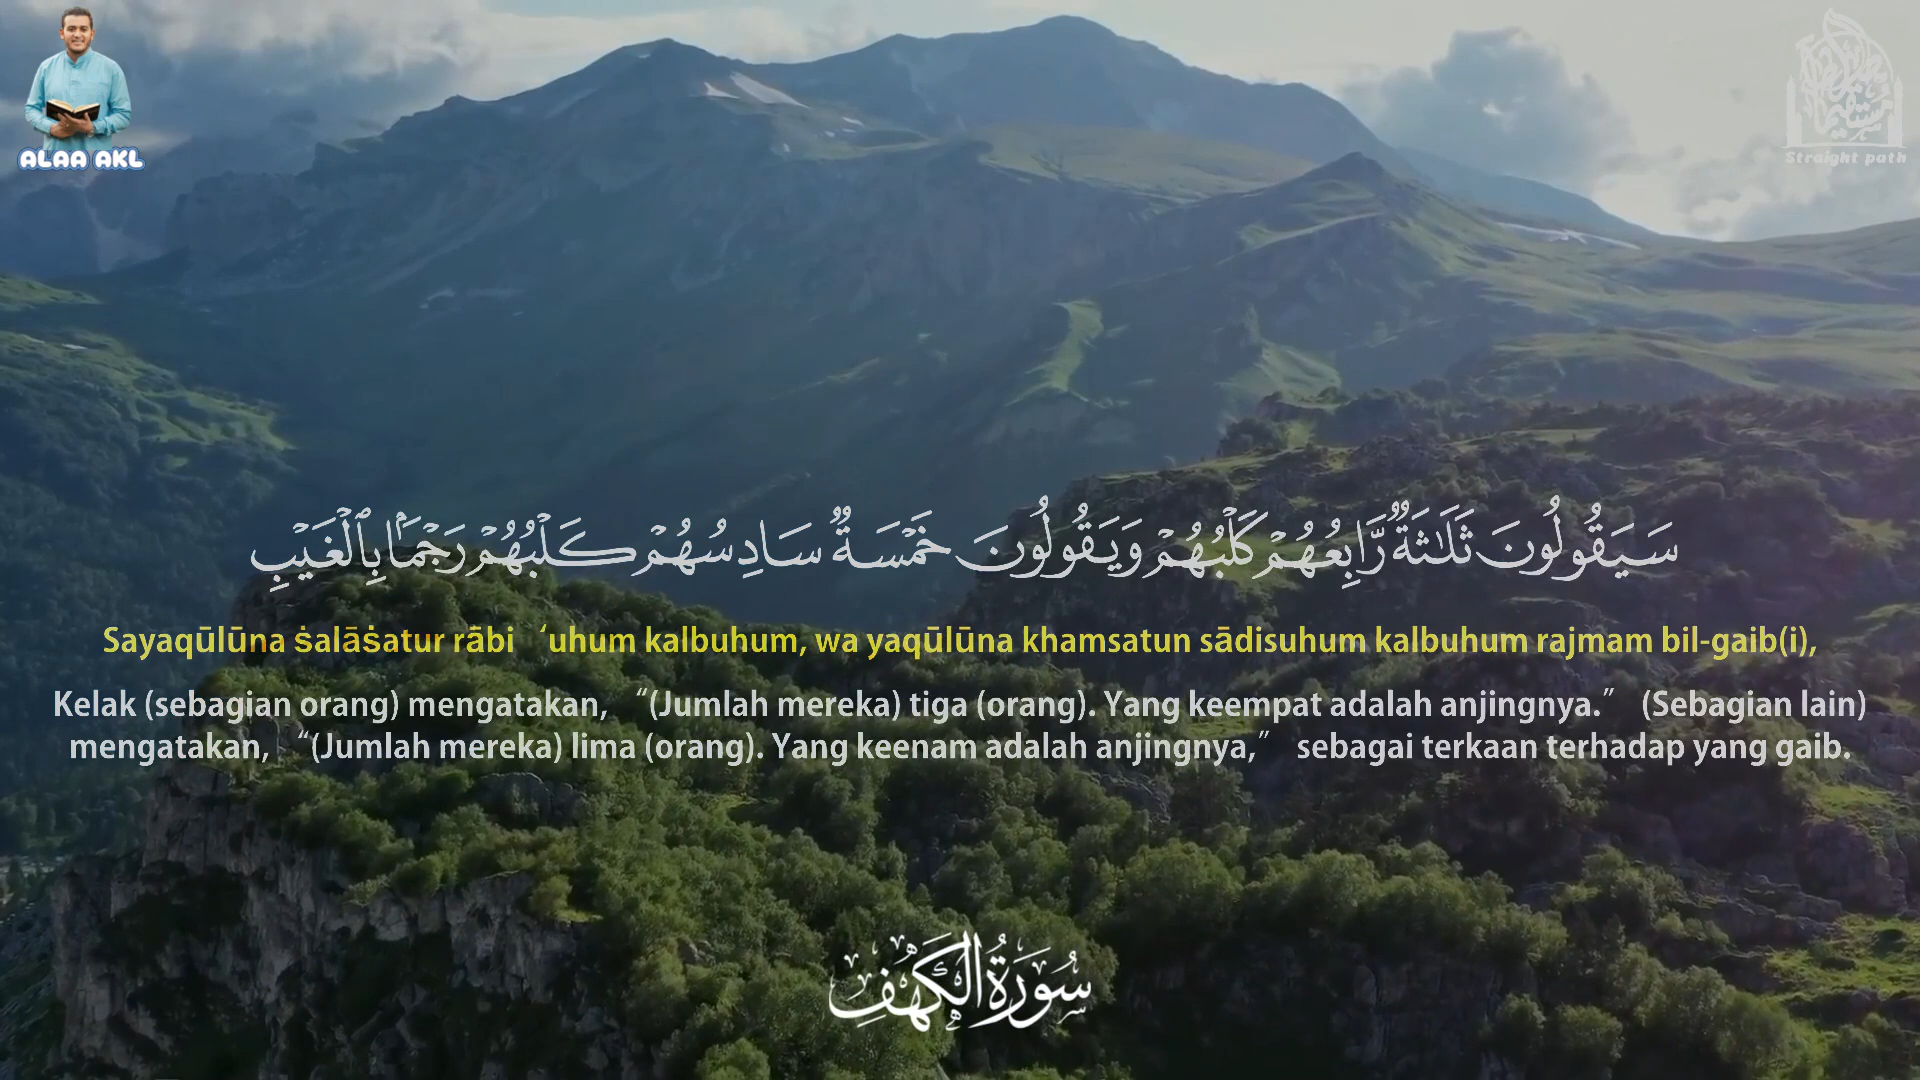 ALAA AKL
Straight path
سَيَقُولُونَ ثَلَٰثَةٌ رَّابِعُهُمْ كَلْبُهُمْ وَيَقُولُونَ خَمْسَةٌ سَادِسُهُمْ كَلْبُهُمْ رَجْمًۢا بِٱلْغَيْبِ
Sayaqūlūna ṡalāṡatur rābi ‘uhum kalbuhum, wa yaqūlūna khamsatun sādisuhum kalbuhum rajmam bil-gaib(i),
Kelak (sebagian orang) mengatakan, “(Jumlah mereka) tiga (orang). Yang keempat adalah anjingnya.” (Sebagian lain)
mengatakan, “(Jumlah mereka) lima (orang). Yang keenam adalah anjingnya,” sebagai terkaan terhadap yang gaib.
سُورَةُ الْكَهْفِ